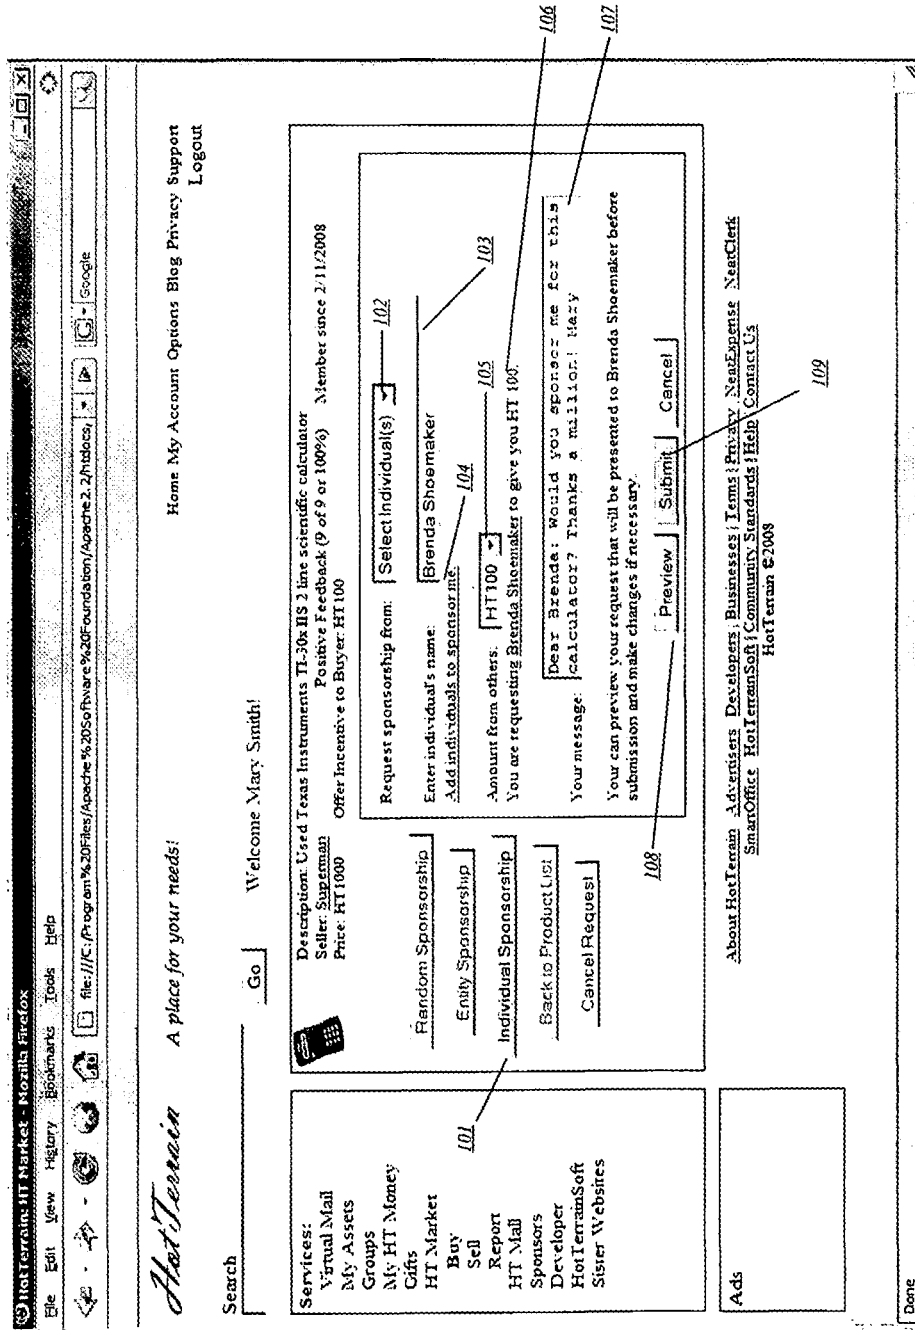 HotTerrain: HT Market - Mozilla Firefox
File Edit View History Bookmarks Tools Help
file:///C:/Program%20Files/Apache%20Software%20Foundation/Apache2.2/htdocs, Google
HotTerrain A place for your needs! Home My Account Options Blog Privacy Support
Logout
Search Go Welcome Mary Smith!
Services:
Virtual Mail
My Assets
Groups
My HT Money
Gifts
HT Market
Buy
Sell
Report
HT Mall
Sponsors
Developer
HotTerrainSoft
Sister Websites
Ads
Description: Used Texas Instruments TI-30x IIS 2 line scientific calculator
Seller: Superman Positive Feedback (9 of 9 or 100%) Member since 2/11/2008
Price: HT1000 Offer Incentive to Buyer: HT100
Random Sponsorship
Entity Sponsorship
Individual Sponsorship
Back to Product List
Cancel Request
101
Request sponsorship from: Select Individual(s) 102
Enter individual's name: Brenda Shoemaker 103
Add individuals to sponsor me. 104
Amount from others: HT100 105
You are requesting Brenda Shoemaker to give you HT 100. 106
Your message: Dear Brenda: Would you sponsor me for this
calculator? Thanks a million! Mary
107
Your can preview your request that will be presented to Brenda Shoemaker before
submission and make changes if necessary.
Preview Submit Cancel
108 109
About HotTerrain Advertisers Developers | Businesses | Terms | Privacy NeatExpense NeatClerk
SmartOffice HotTerrainSoft | Community Standards | Help | Contact Us
HotTerrain ©2008
Done